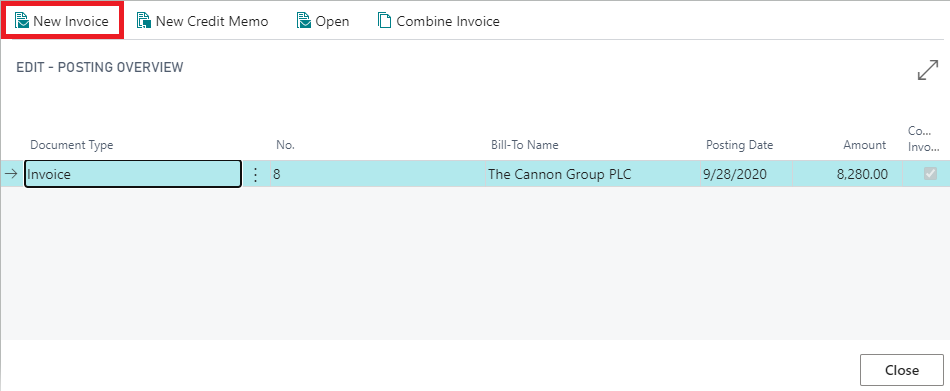 New Invoice New Credit Memo Open Combine Invoice
EDIT - POSTING OVERVIEW
Co...
Document Type No. Bill-To Name Posting Date Amount Invo...
Invoice 8 The Cannon Group PLC 9/28/2020 8,280.00
Close